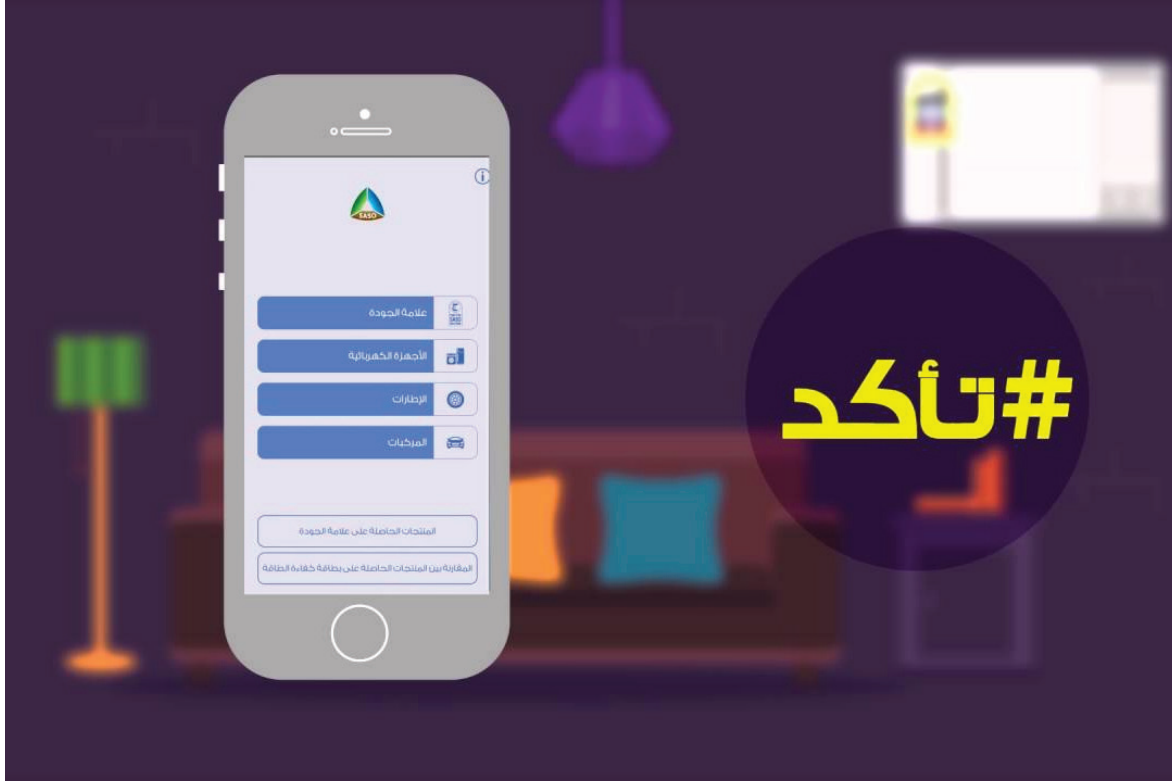 SASO
علامة الجودة
الأجهزة الكهربائية
الإطارات
المركبات
المنتجات الحاصلة على علامة الجودة
المقارنة بين المنتجات الحاصلة على بطاقة كفاءة الطاقة
#تأكد